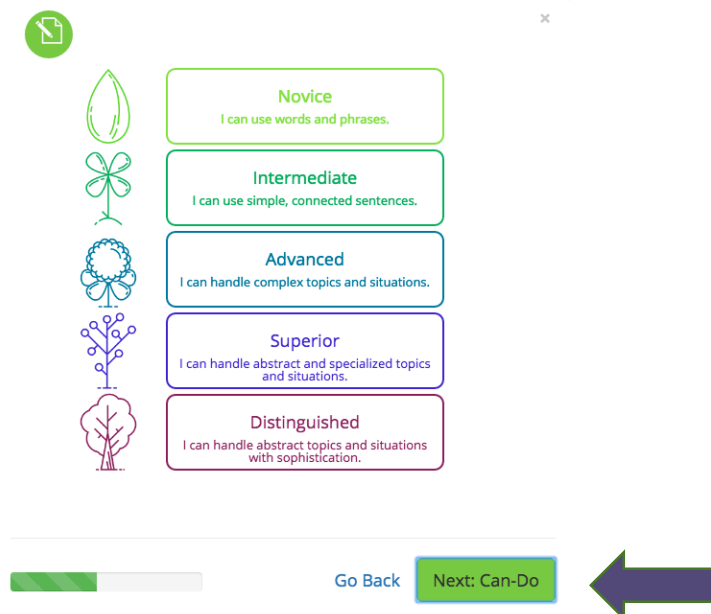 ×
Novice
I can use words and phrases.
Intermediate
I can use simple, connected sentences.
Advanced
I can handle complex topics and situations.
Superior
I can handle abstract and specialized topics
and situations.
Distinguished
I can handle abstract topics and situations
with sophistication.
Go Back
Next: Can-Do